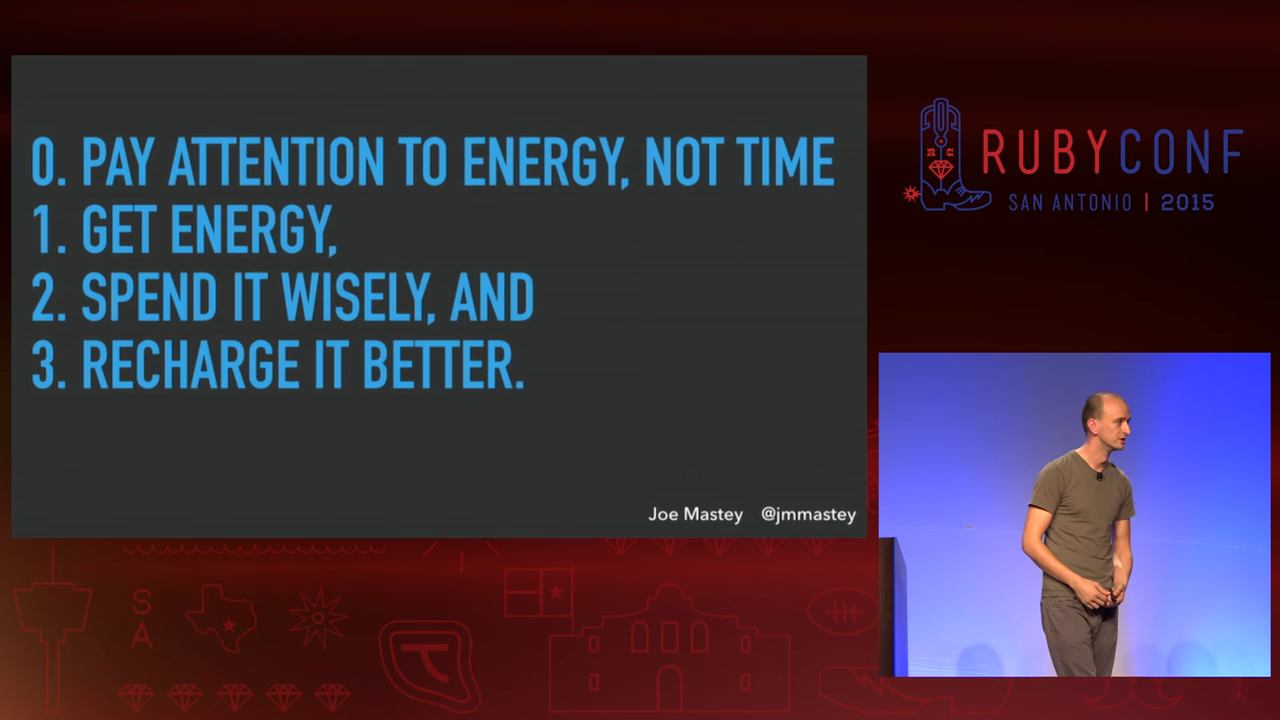 0. PAY ATTENTION TO ENERGY, NOT TIME
1. GET ENERGY,
2. SPEND IT WISELY, AND
3. RECHARGE IT BETTER.
Joe Mastey @jmmastey
RUBYCONF
SAN ANTONIO | 2015
S
A